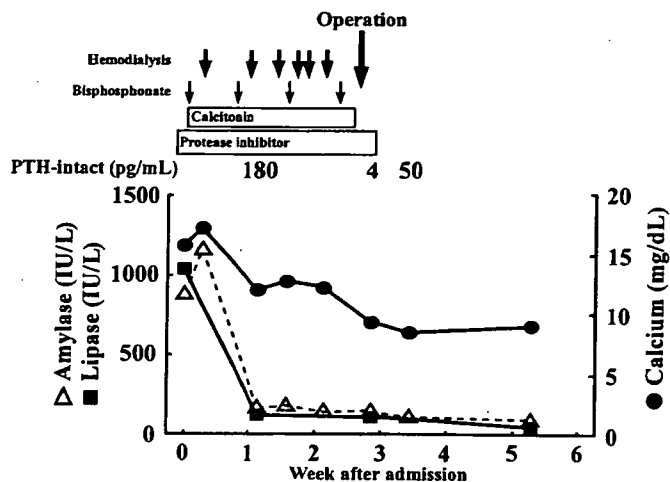 Operation
Hemodialysis
Bisphosphonate
Calcitonin
Protease inhibitor
PTH-intact (pg/mL) 180 4 50
1500 20
1000 15
10
500 5
0 0
0 1 2 3 4 5 6
Week after admission
△ Amylase (IU/L)
■ Lipase (IU/L)
● Calcium (mg/dL)